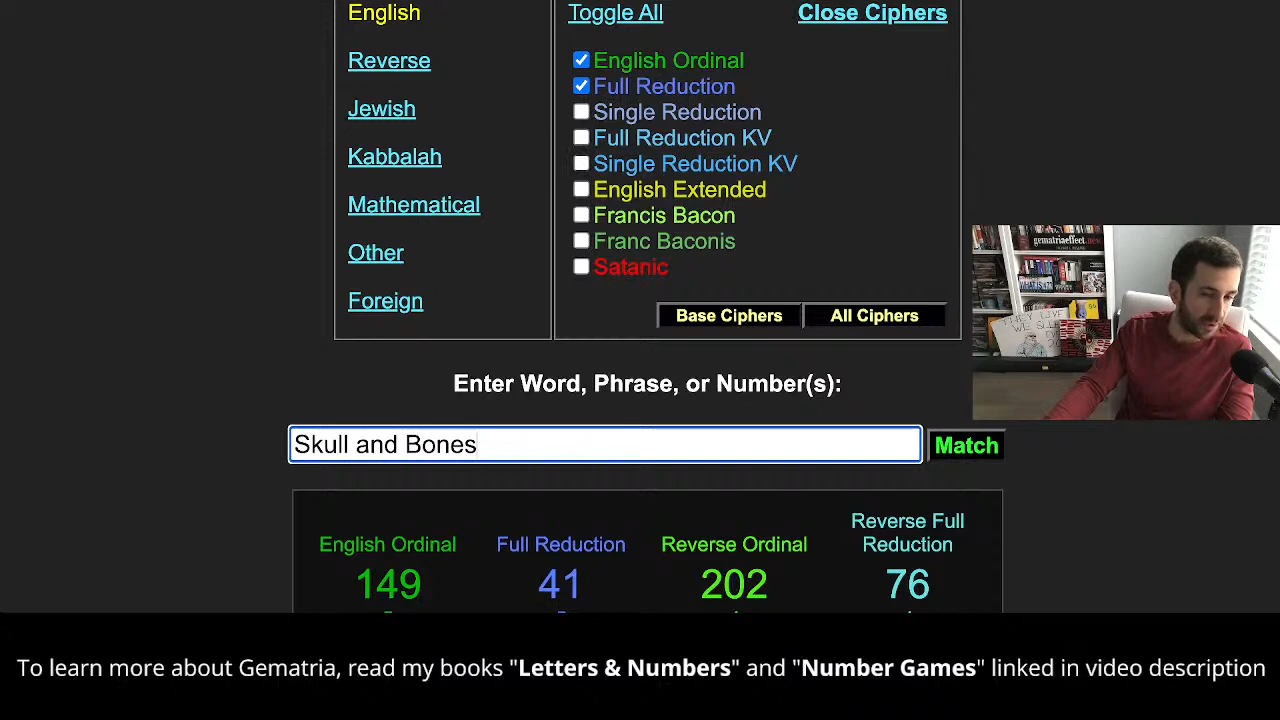 English
Reverse
Jewish
Kabbalah
Mathematical
Other
Foreign
Toggle All
Close Ciphers
English Ordinal
Full Reduction
Single Reduction
Full Reduction KV
Single Reduction KV
English Extended
Francis Bacon
Franc Baconis
Satanic
Base Ciphers
All Ciphers
gematriaeffect.news
Enter Word, Phrase, or Number(s):
Skull and Bones
Match
English Ordinal
149
Full Reduction
41
Reverse Ordinal
202
Reverse Full
Reduction
76
To learn more about Gematria, read my books "Letters & Numbers" and "Number Games" linked in video description